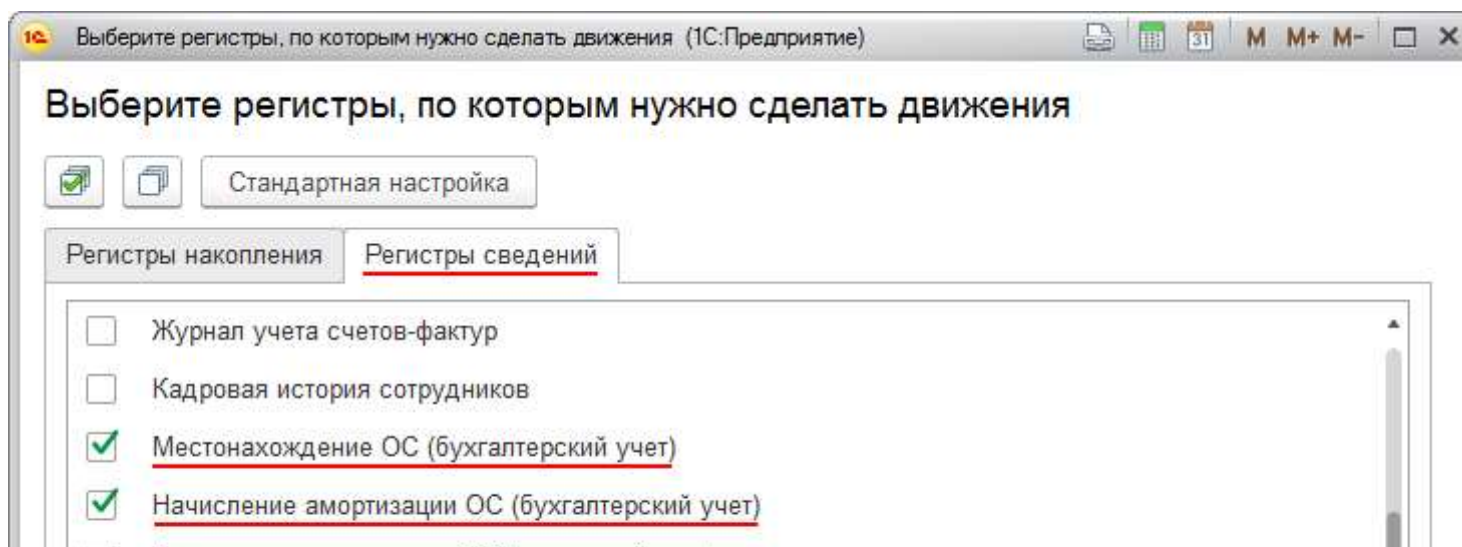 1С Выберите регистры, по которым нужно сделать движения (1С:Предприятие) 31 M M+ M-
Выберите регистры, по которым нужно сделать движения
Стандартная настройка
Регистры накопления Регистры сведений
Журнал учета счетов-фактур
Кадровая история сотрудников
Местонахождение ОС (бухгалтерский учет)
Начисление амортизации ОС (бухгалтерский учет)